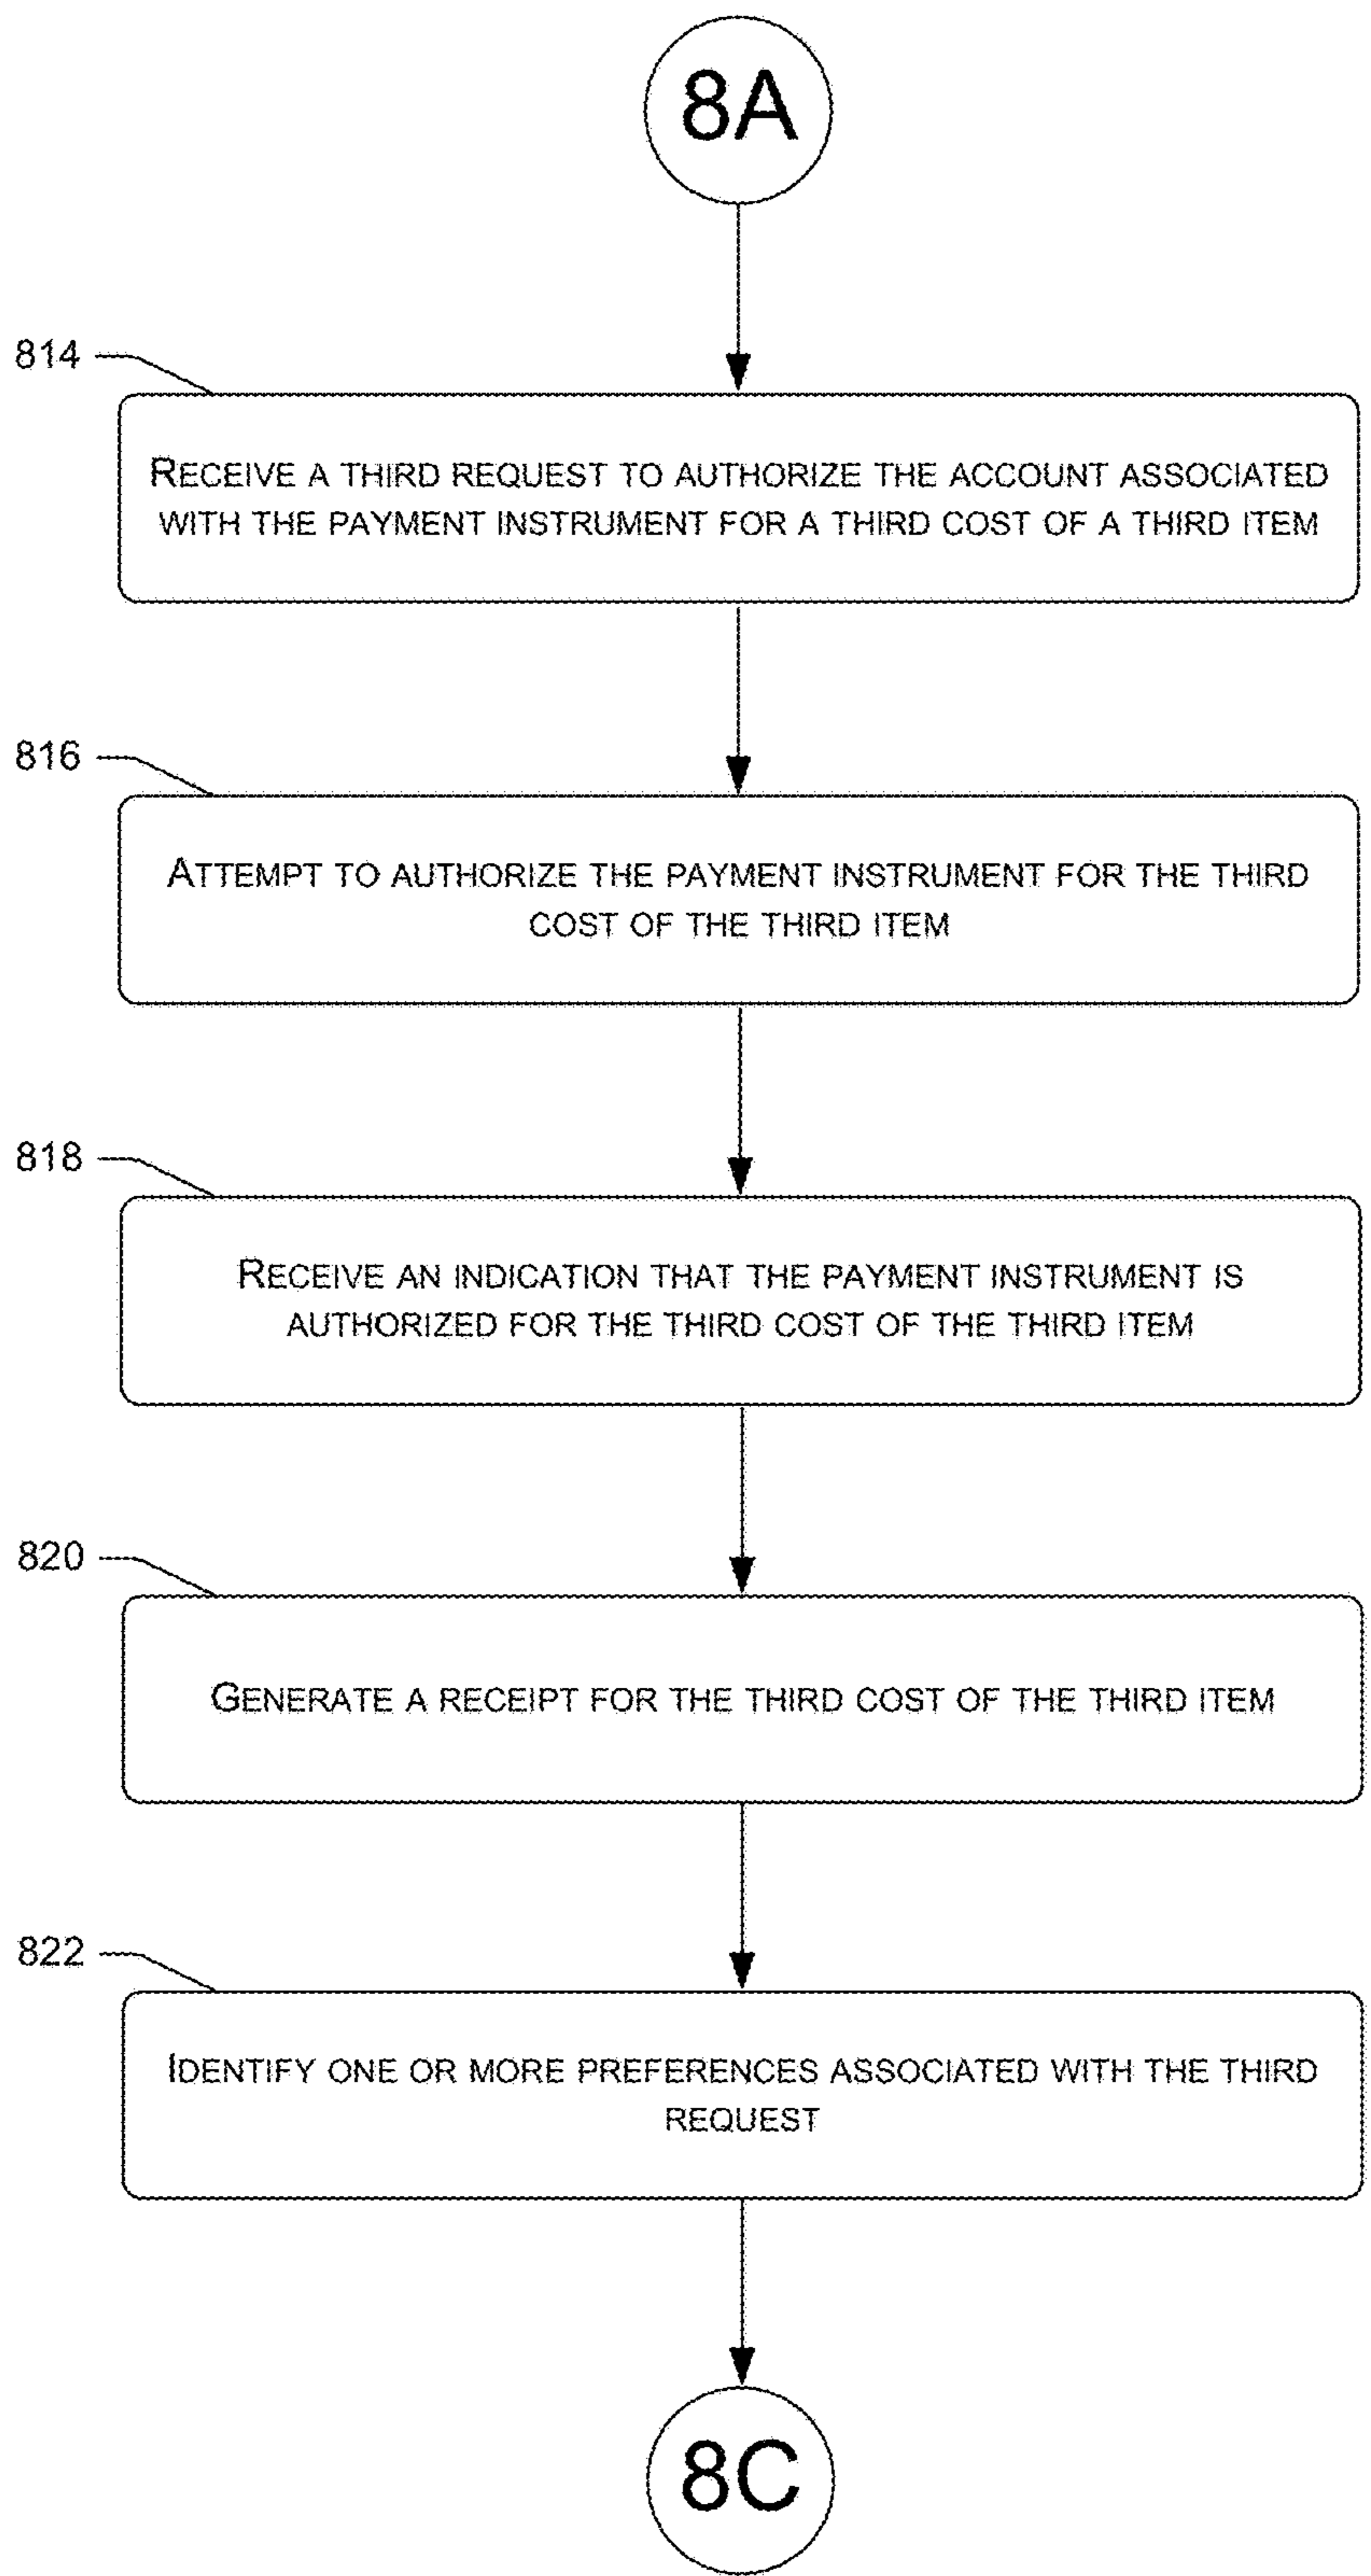 8A
814
RECEIVE A THIRD REQUEST TO AUTHORIZE THE ACCOUNT ASSOCIATED
WITH THE PAYMENT INSTRUMENT FOR A THIRD COST OF A THIRD ITEM
816
ATTEMPT TO AUTHORIZE THE PAYMENT INSTRUMENT FOR THE THIRD
COST OF THE THIRD ITEM
818
RECEIVE AN INDICATION THAT THE PAYMENT INSTRUMENT IS
AUTHORIZED FOR THE THIRD COST OF THE THIRD ITEM
820
GENERATE A RECEIPT FOR THE THIRD COST OF THE THIRD ITEM
822
IDENTIFY ONE OR MORE PREFERENCES ASSOCIATED WITH THE THIRD
REQUEST
8C